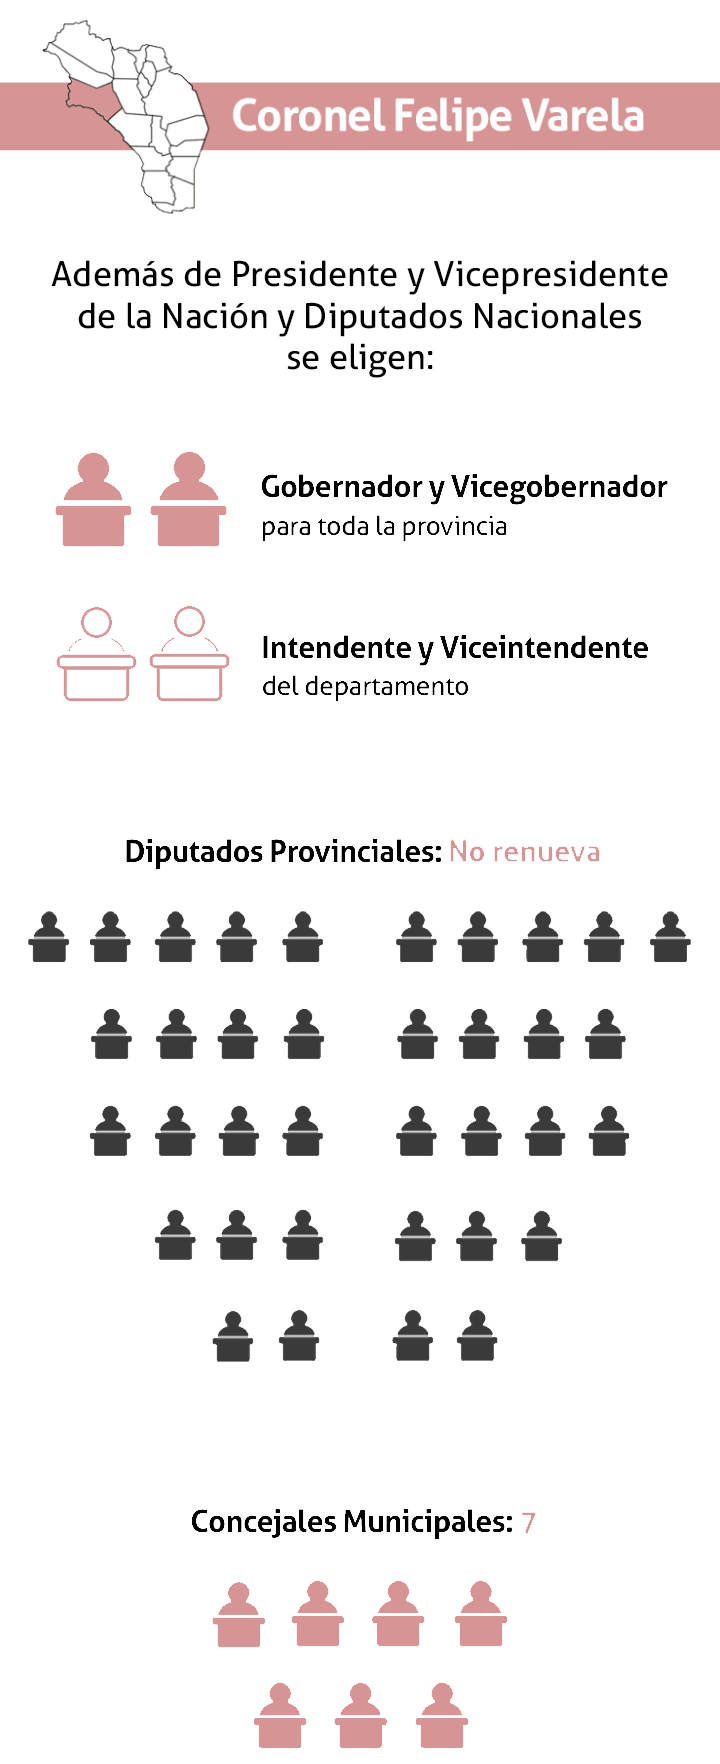 Coronel Felipe Varela
Además de Presidente y Vicepresidente
de la Nación y Diputados Nacionales
se eligen:
Gobernador y Vicegobernador
para toda la provincia
Intendente y Viceintendente
del departamento
Diputados Provinciales: No renueva
Concejales Municipales: 7